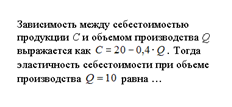 Зависимость между себестоимостью
продукции C и объемом производства Q
выражается как C = 20 – 0,4 · Q . Тогда
эластичность себестоимости при объеме
производства Q = 10 равна …